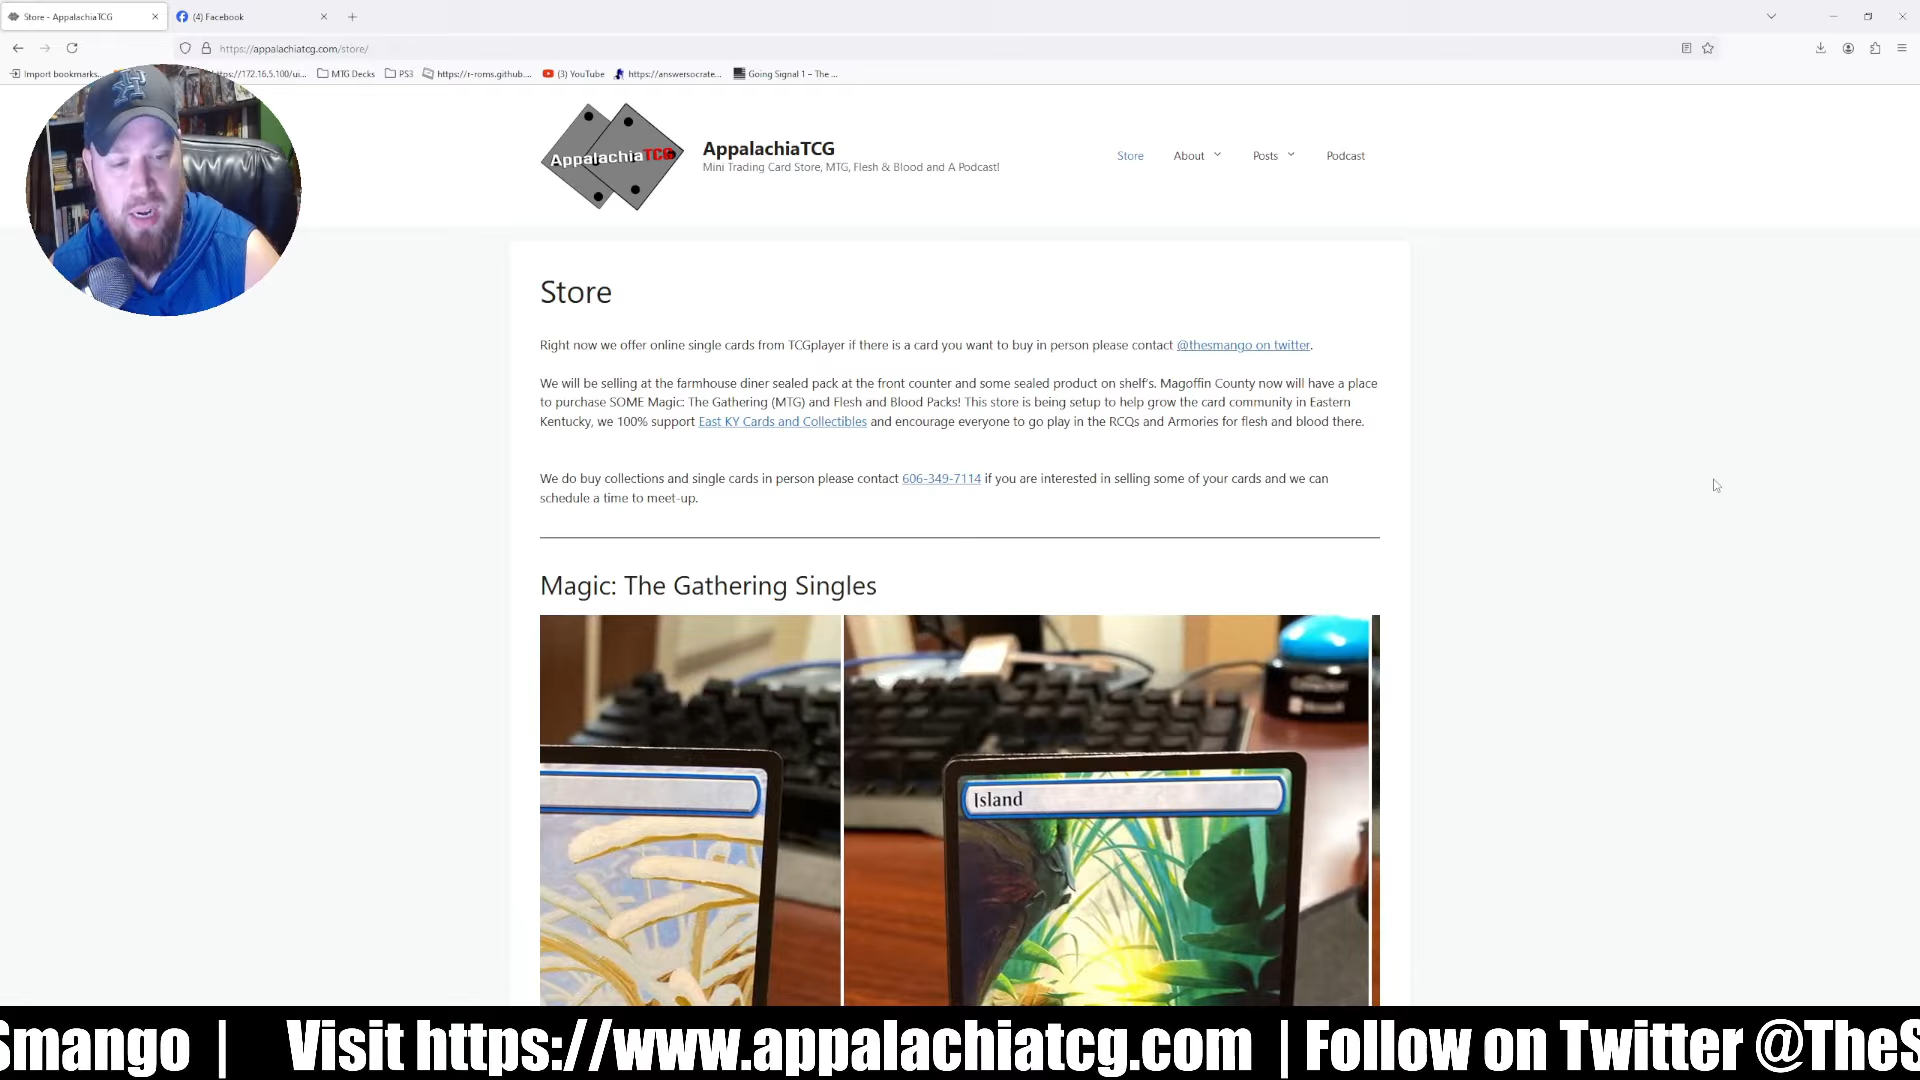 Store - AppalachiaTCG
(4) Facebook
https://appalachiatcg.com/store/
Import bookmarks...
https://172.16.5.100/ui...
MTG Decks
PS3
https://r-roms.github....
(3) YouTube
https://answersocrate...
Going Signal 1 – The ...
AppalachiaTCG
AppalachiaTCG
Mini Trading Card Store, MTG, Flesh & Blood and A Podcast!
Store
About
Posts
Podcast
Store
Right now we offer online single cards from TCGplayer if there is a card you want to buy in person please contact @thesmango on twitter.
We will be selling at the farmhouse diner sealed pack at the front counter and some sealed product on shelf's. Magoffin County now will have a place
to purchase SOME Magic: The Gathering (MTG) and Flesh and Blood Packs! This store is being setup to help grow the card community in Eastern
Kentucky, we 100% support East KY Cards and Collectibles and encourage everyone to go play in the RCQs and Armories for flesh and blood there.
We do buy collections and single cards in person please contact 606-349-7114 if you are interested in selling some of your cards and we can
schedule a time to meet-up.
Magic: The Gathering Singles
Island
Smango | Visit https://www.appalachiatcg.com | Follow on Twitter @TheS